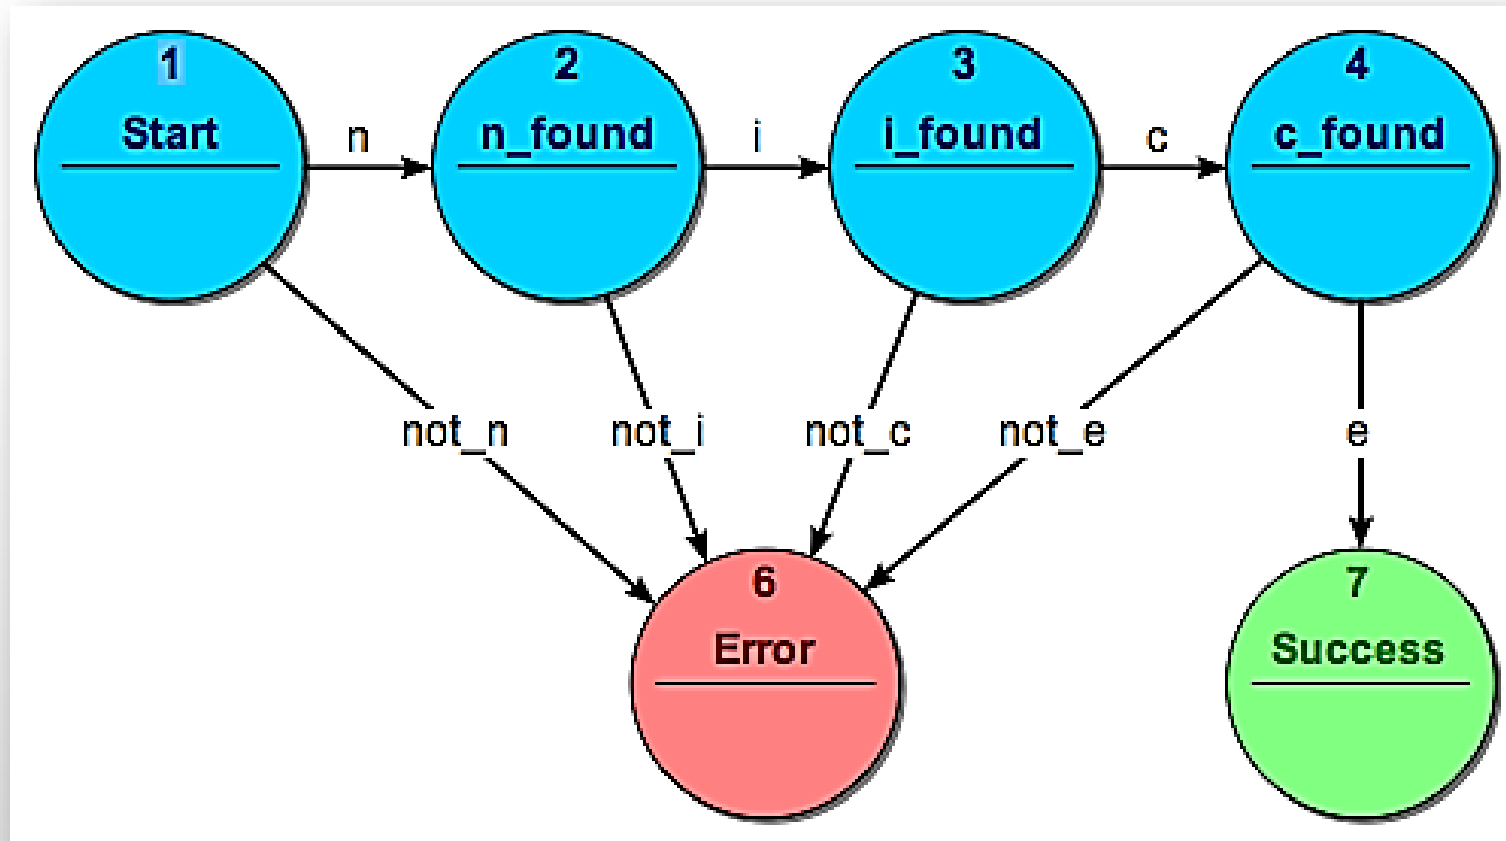 1
Start
n
2
n_found
i
3
i_found
c
4
c_found
not_n
not_i
not_c
not_e
e
6
Error
7
Success